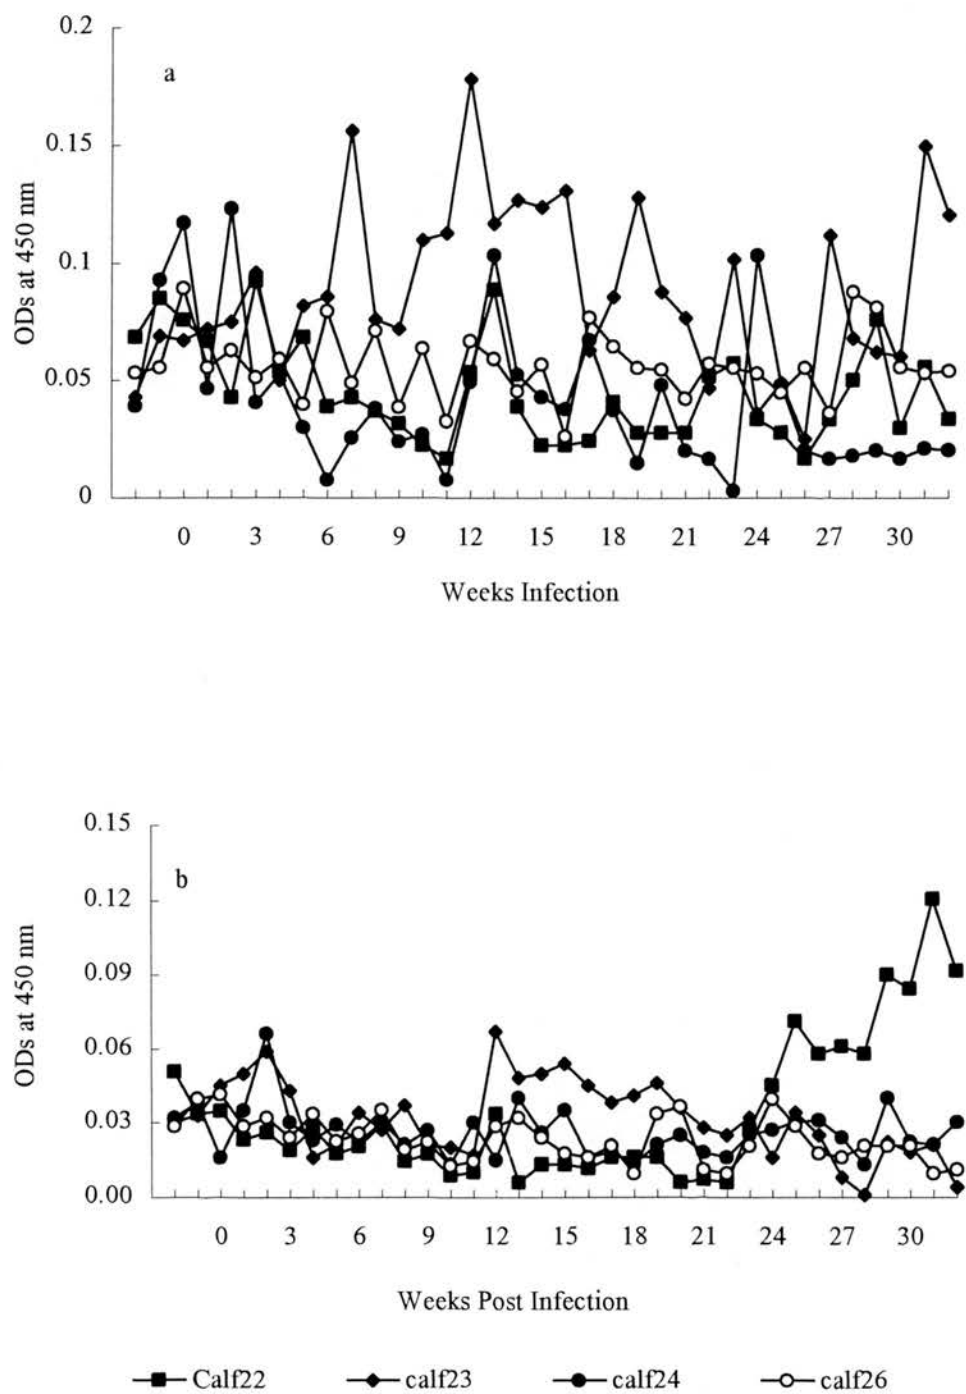 0.2
a
0.15
0.1
0.05
0
ODs at 450 nm
0 3 6 9 12 15 18 21 24 27 30
Weeks Infection
0.15
b
0.12
0.09
0.06
0.03
0.00
ODs at 450 nm
0 3 6 9 12 15 18 21 24 27 30
Weeks Post Infection
Calf22 calf23 calf24 calf26